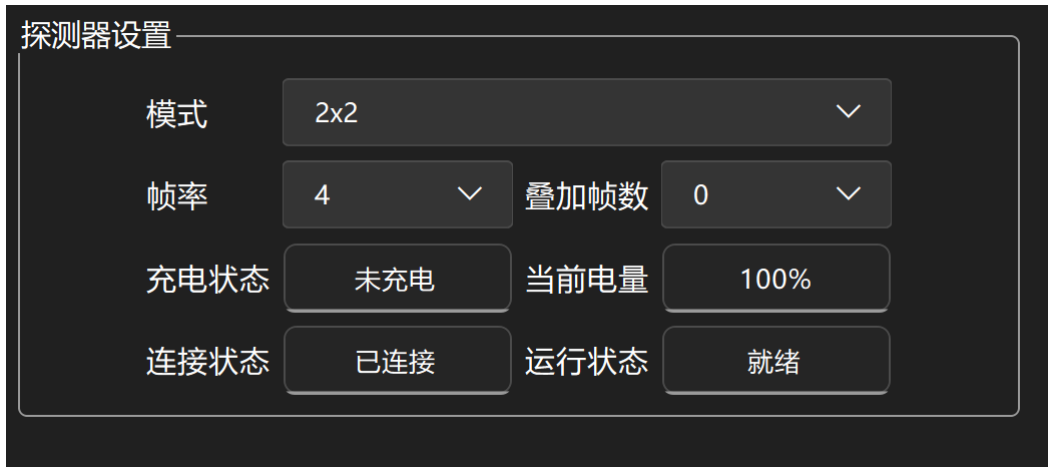 探测器设置
模式 2x2
帧率 4 叠加帧数 0
充电状态 未充电 当前电量 100%
连接状态 已连接 运行状态 就绪